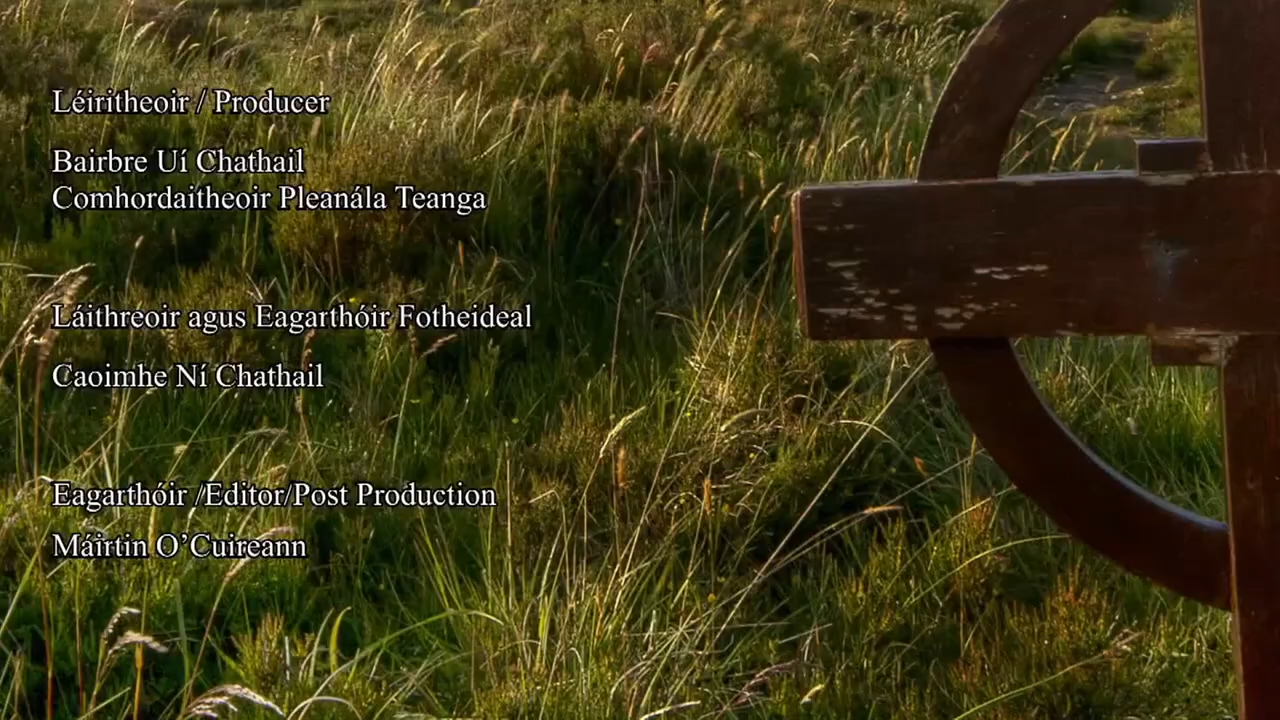 Léiritheoir / Producer
Bairbre Uí Chathail
Comhordaitheoir Pleanála Teanga
Láithreoir agus Eagarthóir Fotheideal
Caoimhe Ní Chathail
Eagarthóir /Editor/Post Production
Máirtin O’Cuireann